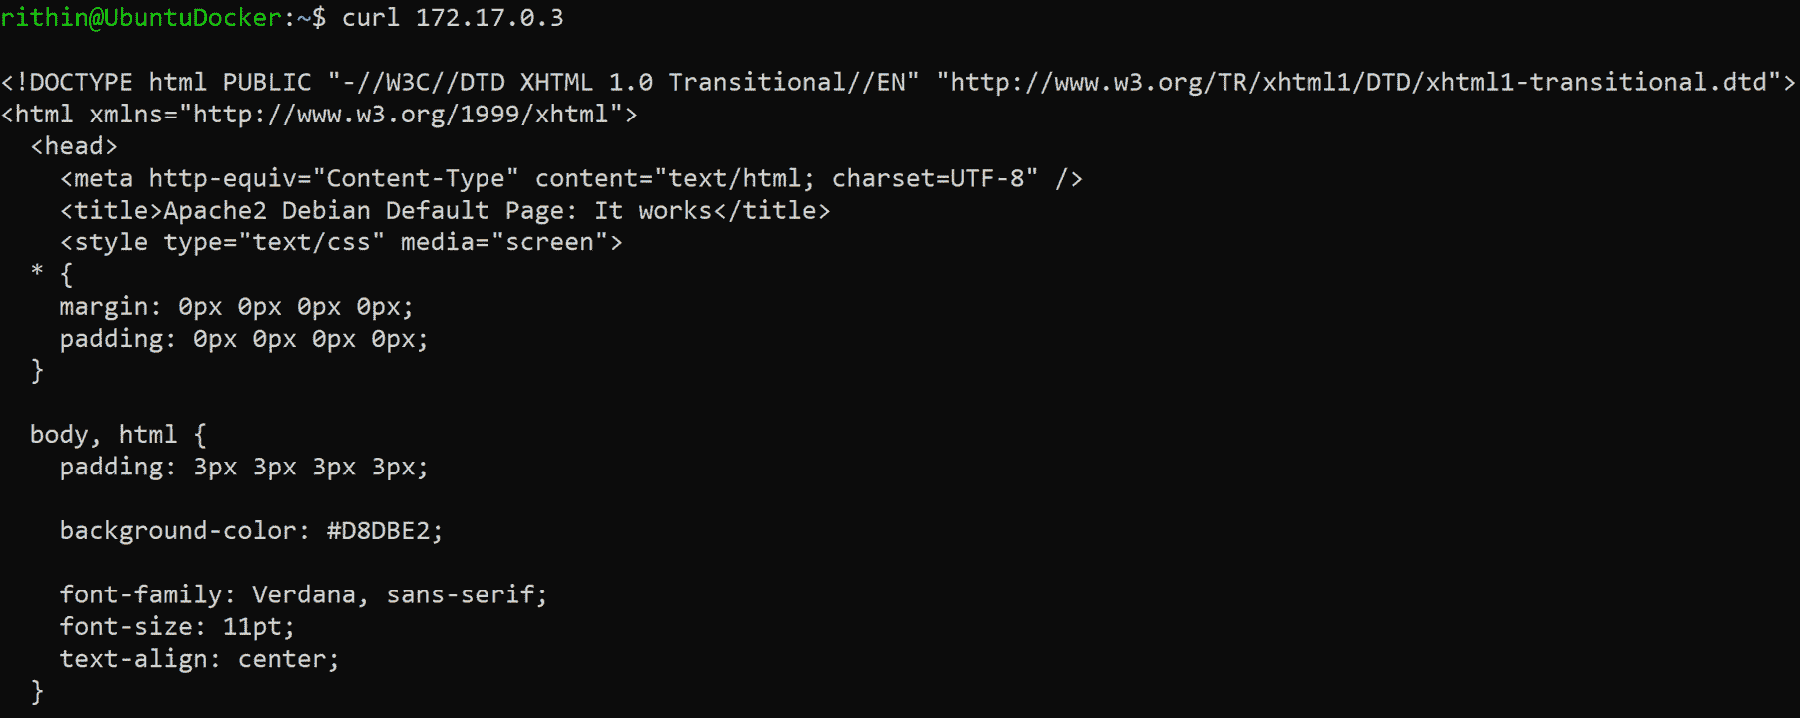 rithin@UbuntuDocker:~$ curl 172.17.0.3
<!DOCTYPE html PUBLIC "-//W3C//DTD XHTML 1.0 Transitional//EN" "http://www.w3.org/TR/xhtml1/DTD/xhtml1-transitional.dtd">
<html xmlns="http://www.w3.org/1999/xhtml">
  <head>
    <meta http-equiv="Content-Type" content="text/html; charset=UTF-8" />
    <title>Apache2 Debian Default Page: It works</title>
    <style type="text/css" media="screen">
  * {
    margin: 0px 0px 0px 0px;
    padding: 0px 0px 0px 0px;
  }
  body, html {
    padding: 3px 3px 3px 3px;
    background-color: #D8DBE2;
    font-family: Verdana, sans-serif;
    font-size: 11pt;
    text-align: center;
  }